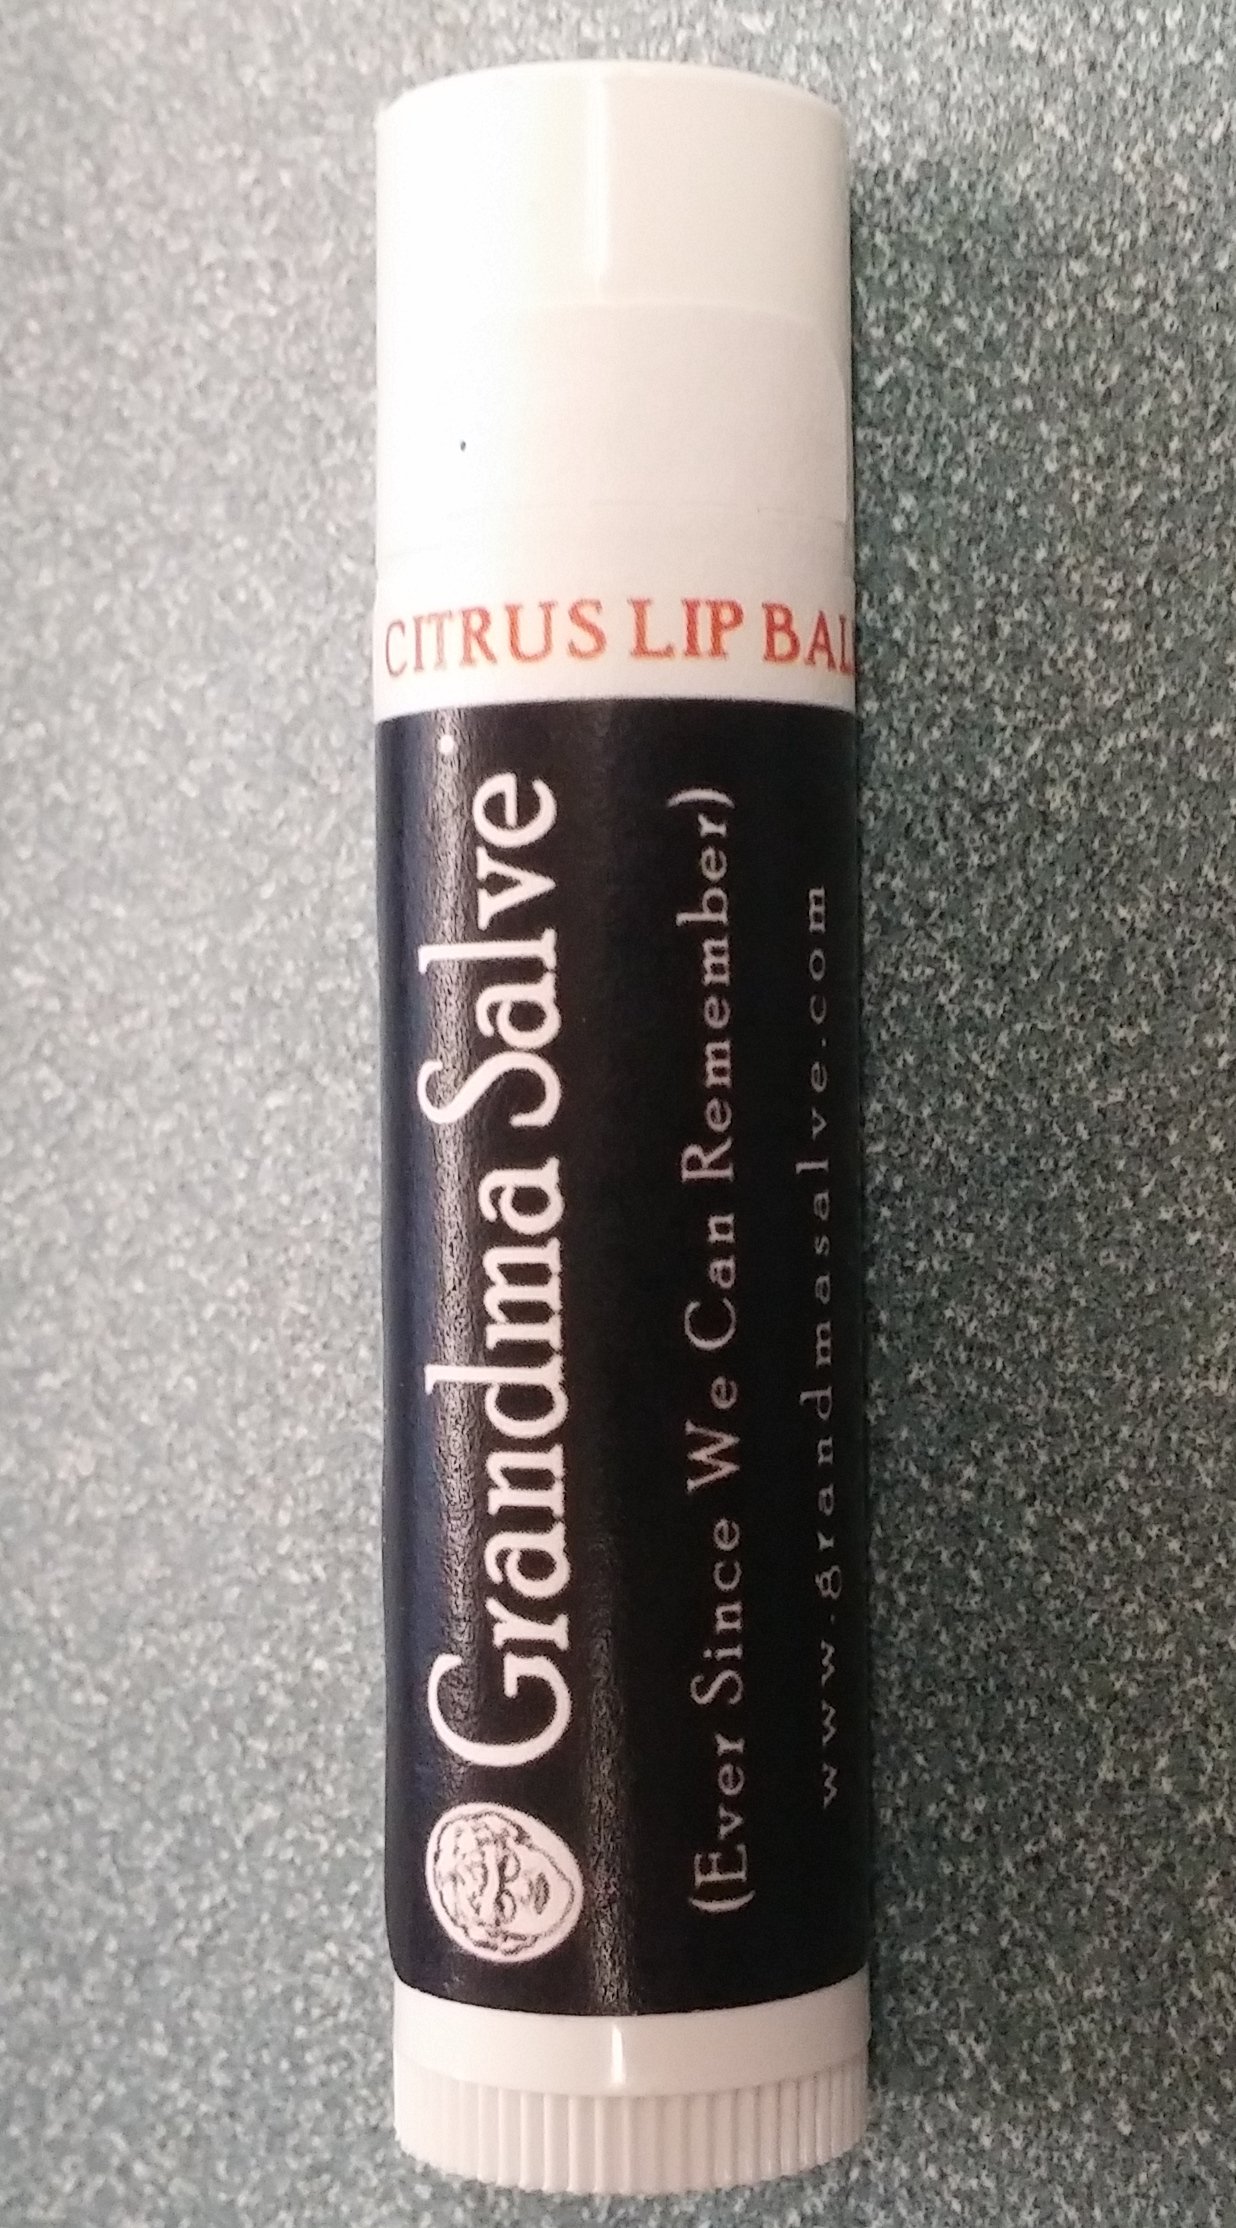 CITRUS LIP BAL
Grandma Salve
(Ever Since We Can Remember)
www.grandmasalve.com